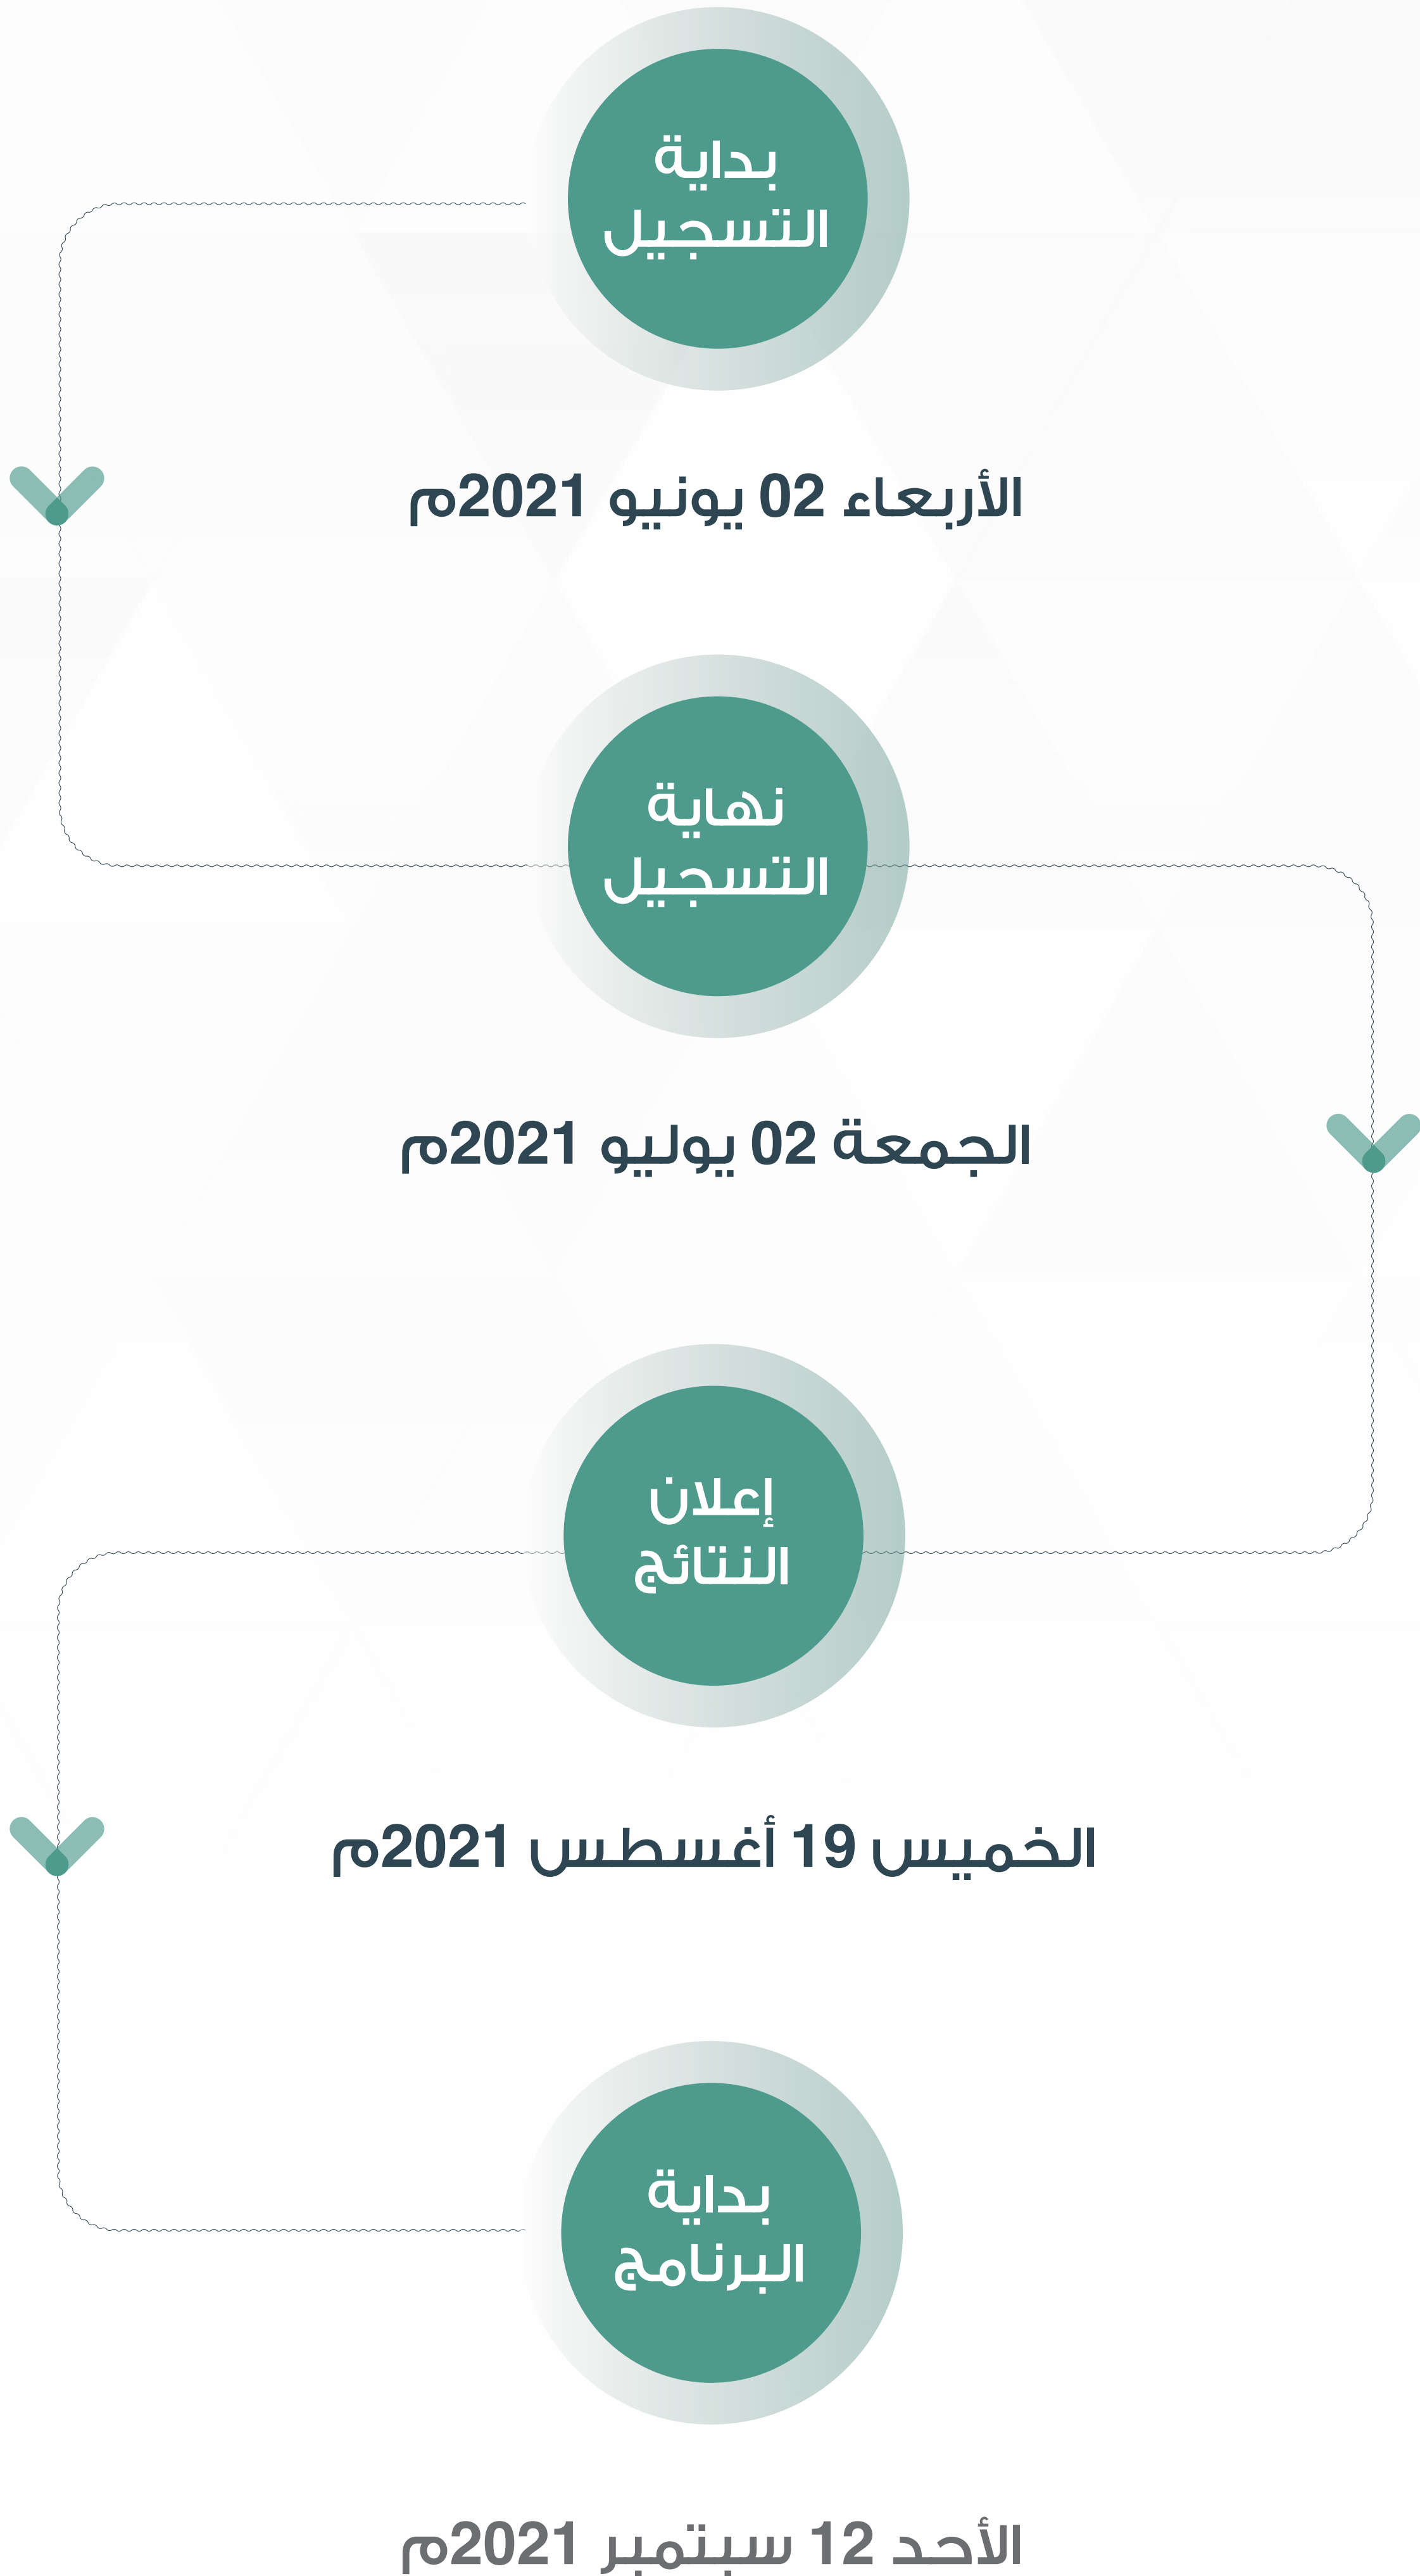 بداية
التسجيل
الأربعاء 02 يونيو 2021م
نهاية
التسجيل
الجمعة 02 يوليو 2021م
إعلان
النتائج
الخميس 19 أغسطس 2021م
بداية
البرنامج
الأحد 12 سبتمبر 2021م